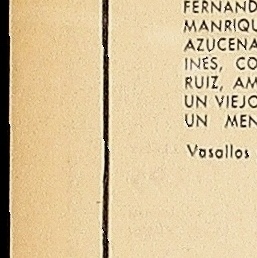 FERNAND
MANRIQU
AZUCENA
INES, CO
RUIZ, AM
UN VIEJO
UN MEN
Vasallos